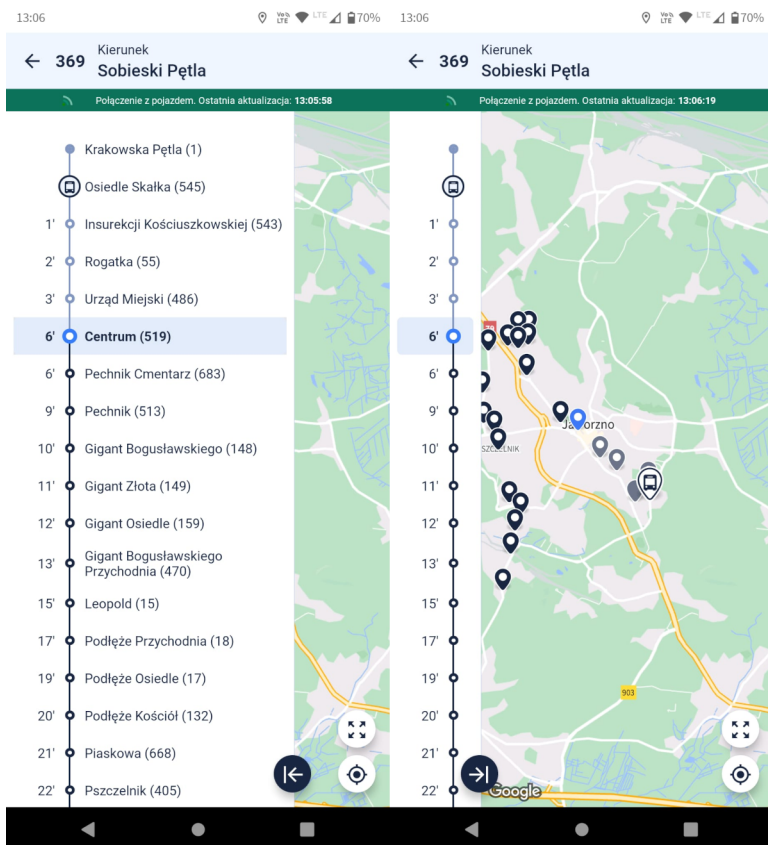 13:06
Vo)) LTE LTE 70%
369 Kierunek
Sobieski Pętla
Połączenie z pojazdem. Ostatnia aktualizacja: 13:05:58
Krakowska Pętla (1)
Osiedle Skałka (545)
1' Insurekcji Kościuszkowskiej (543)
2' Rogatka (55)
3' Urząd Miejski (486)
6' Centrum (519)
6' Pechnik Cmentarz (683)
9' Pechnik (513)
10' Gigant Bogusławskiego (148)
11' Gigant Złota (149)
12' Gigant Osiedle (159)
13' Gigant Bogusławskiego
Przychodnia (470)
15' Leopold (15)
17' Podłęże Przychodnia (18)
19' Podłęże Osiedle (17)
20' Podłęże Kościół (132)
21' Piaskowa (668)
22' Pszczelnik (405)
13:06
LTE LTE 70%
369 Kierunek
Sobieski Pętla
Połączenie z pojazdem. Ostatnia aktualizacja: 13:06:19
1'
2'
3'
6'
6'
9'
10'
11'
12'
13'
15'
17'
19'
20'
21'
22'
Jaworzno
903
Google